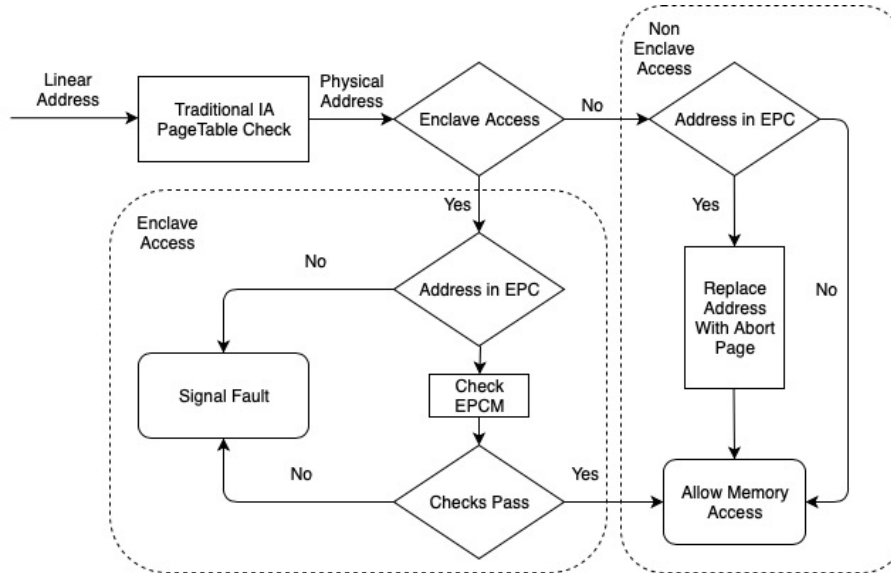 Non
Enclave
Access
Linear
Address
Traditional IA
PageTable Check
Physical
Address
Enclave Access
No
Address in EPC
Yes
Yes
Enclave
Access
No
Address in EPC
Replace
Address
With Abort
Page
No
Signal Fault
Check
EPCM
No
Checks Pass
Yes
Allow Memory
Access